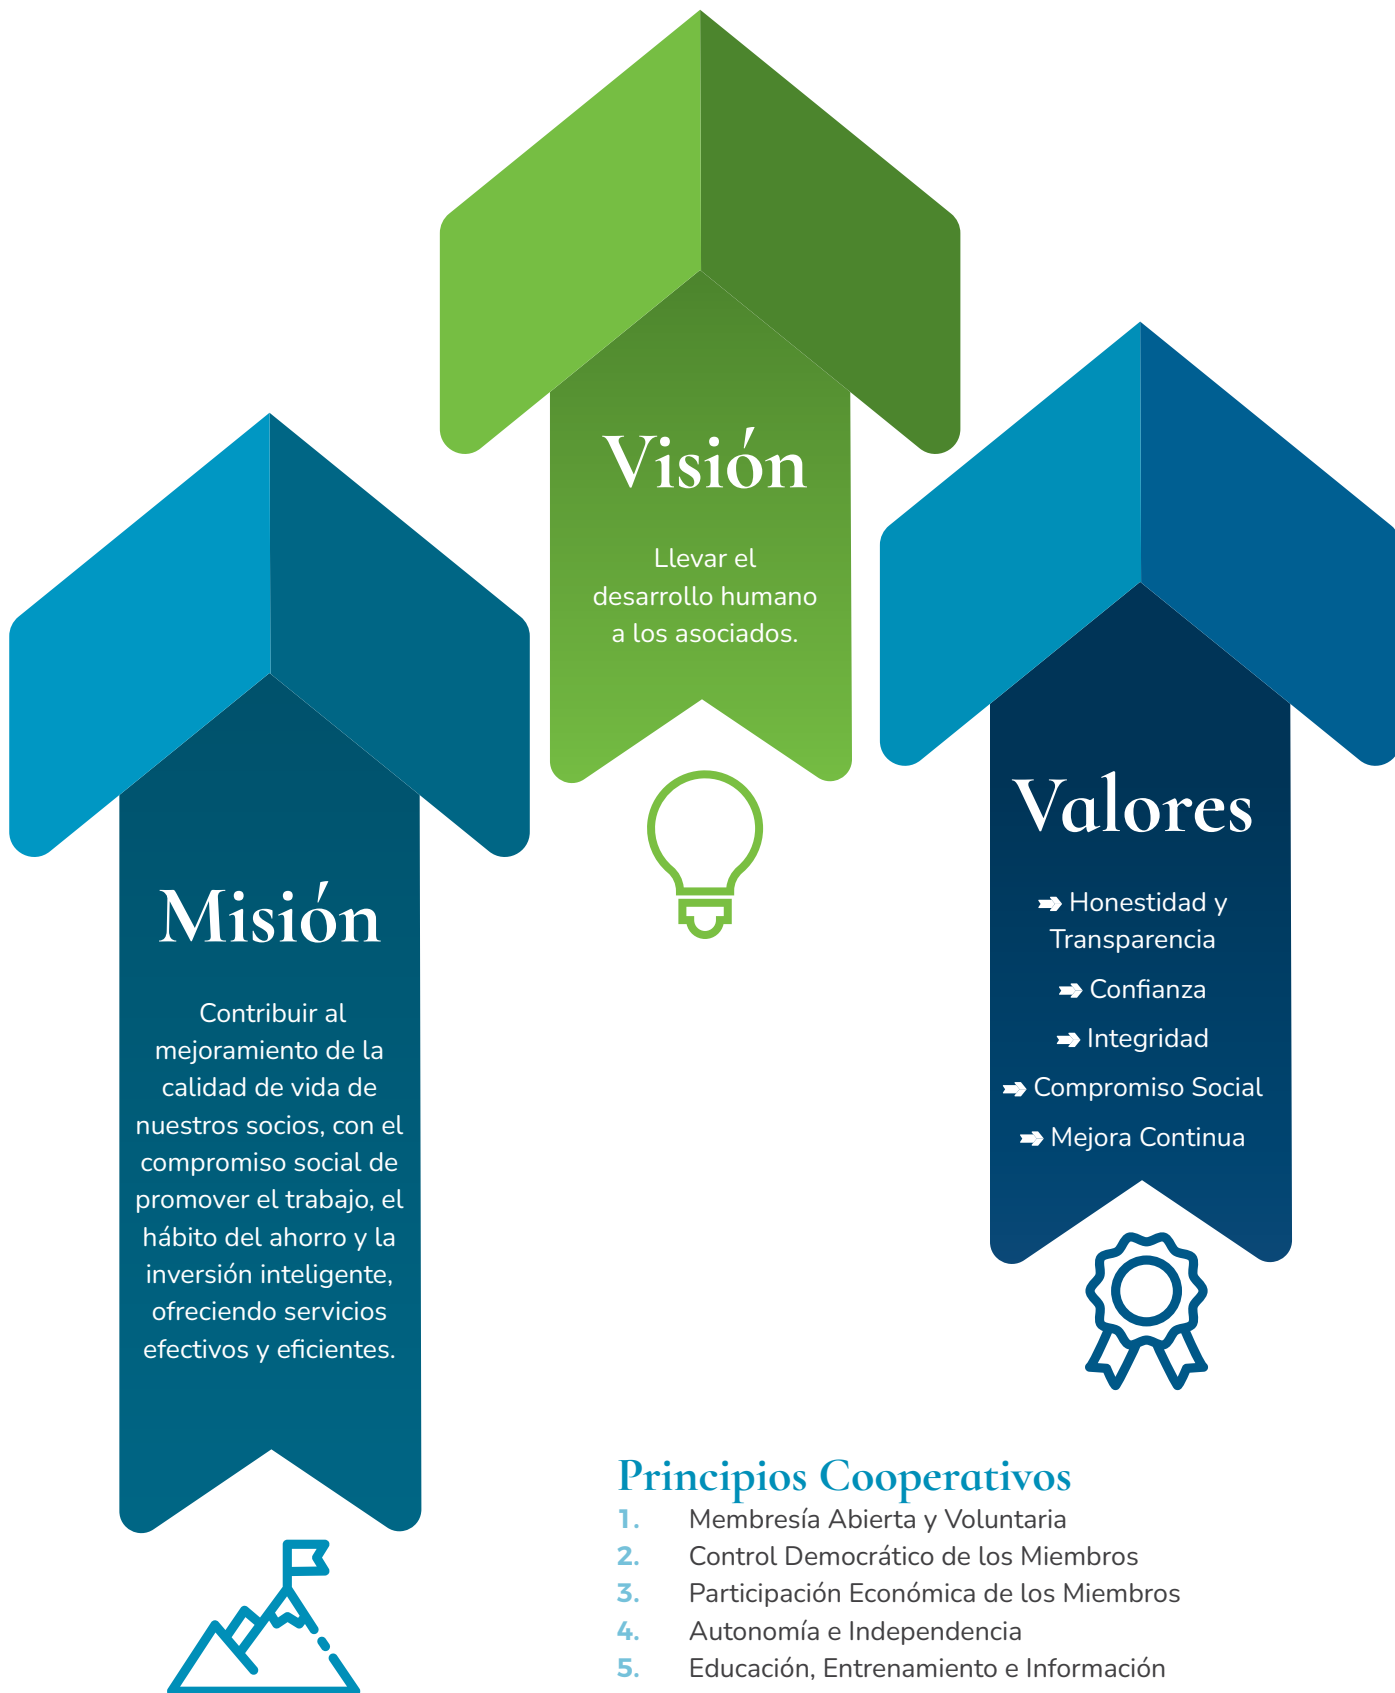 Visión
Llevar el
desarrollo humano
a los asociados.
Misión
Contribuir al
mejoramiento de la
calidad de vida de
nuestros socios, con el
compromiso social de
promover el trabajo, el
hábito del ahorro y la
inversión inteligente,
ofreciendo servicios
efectivos y eficientes.
Valores
Honestidad y
Transparencia
Confianza
Integridad
Compromiso Social
Mejora Continua
Principios Cooperativos
1. Membresía Abierta y Voluntaria
2. Control Democrático de los Miembros
3. Participación Económica de los Miembros
4. Autonomía e Independencia
5. Educación, Entrenamiento e Información